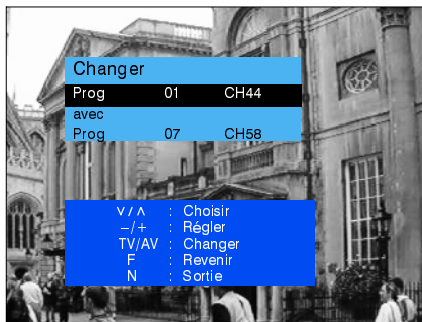 Changer
Prog 01 CH44
avec
Prog 07 CH58
∨/∧ : Choisir
−/+ : Régler
TV/AV : Changer
F : Revenir
N : Sortie